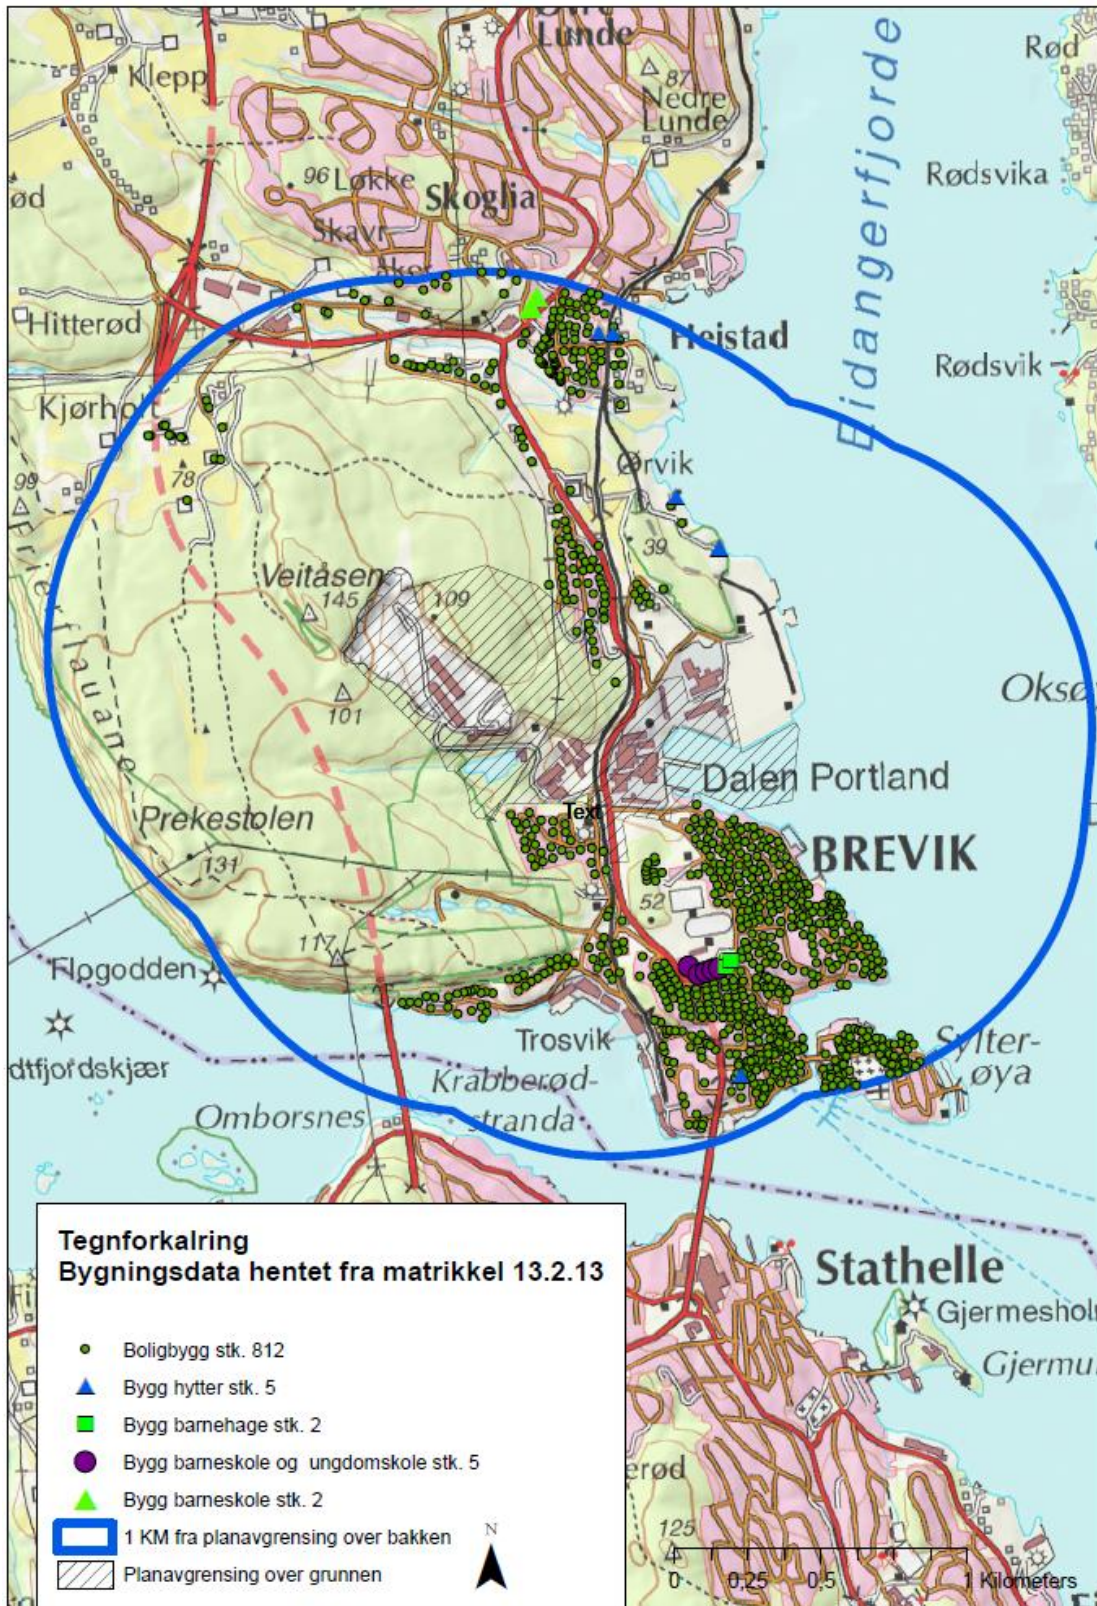 Lunde
Rød
Klepp
87
Nedre
Lunde
Eidangerfjorde
96 Løkke
Rødsvika
ød
Skoglia
Skavr
Hitterød
Heistad
Rødsvik
Kjørholt
Ørvik
99
78
39
Veitåsen
145
109
Frierflauane
101
Dalen Portland
Text
Prekestolen
BREVIK
131
52
117
Flogodden
Trosvik
Sylter-
øya
dtfjordskjær
Krabberød-
stranda
Omborsnes
Tegnforkalring
Bygningsdata hentet fra matrikkel 13.2.13
Stathelle
Boligbygg stk. 812
Bygg hytter stk. 5
Bygg barnehage stk. 2
Bygg barneskole og ungdomskole stk. 5
Bygg barneskole stk. 2
1 KM fra planavgrensing over bakken
Planavgrensing over grunnen
N
erød
125
0
0,25
0,5
1 Kilometers